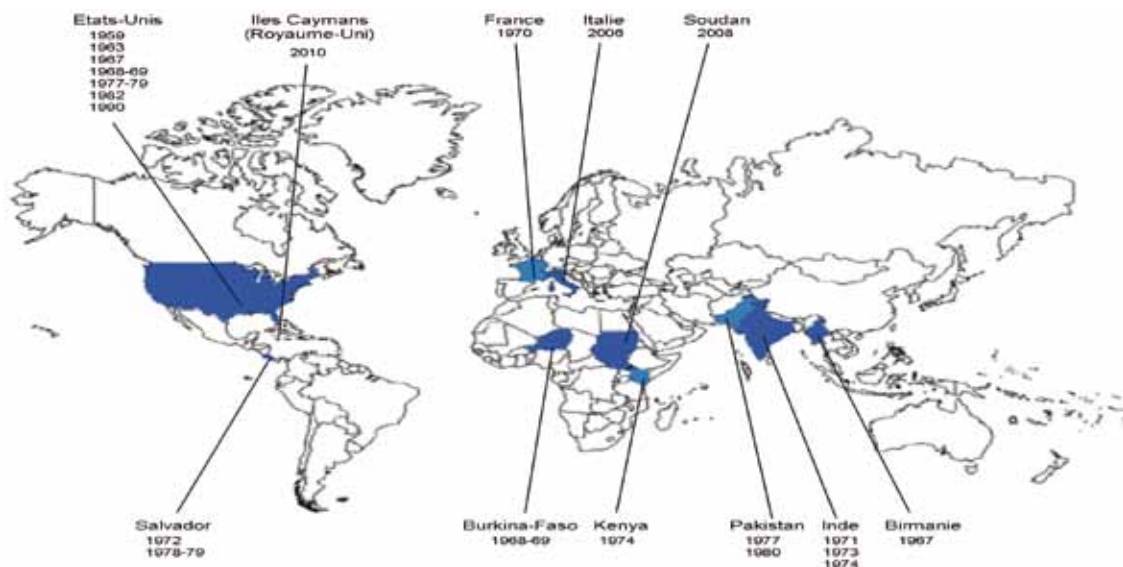 Etats-Unis
1959
1963
1967
1968-69
1977-79
1982
1990
Iles Caymans
(Royaume-Uni)
2010
France
1970
Italie
2006
Soudan
2008
Salvador
1972
1978-79
Burkina-Faso
1968-69
Kenya
1974
Pakistan
1977
1980
Inde
1971
1973
1974
Birmanie
1967